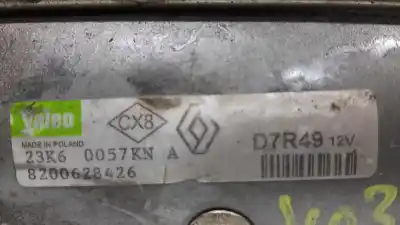 Valeo
CX8
D7R49 12V
MADE IN POLAND
23K6 0057KN A
8200628426